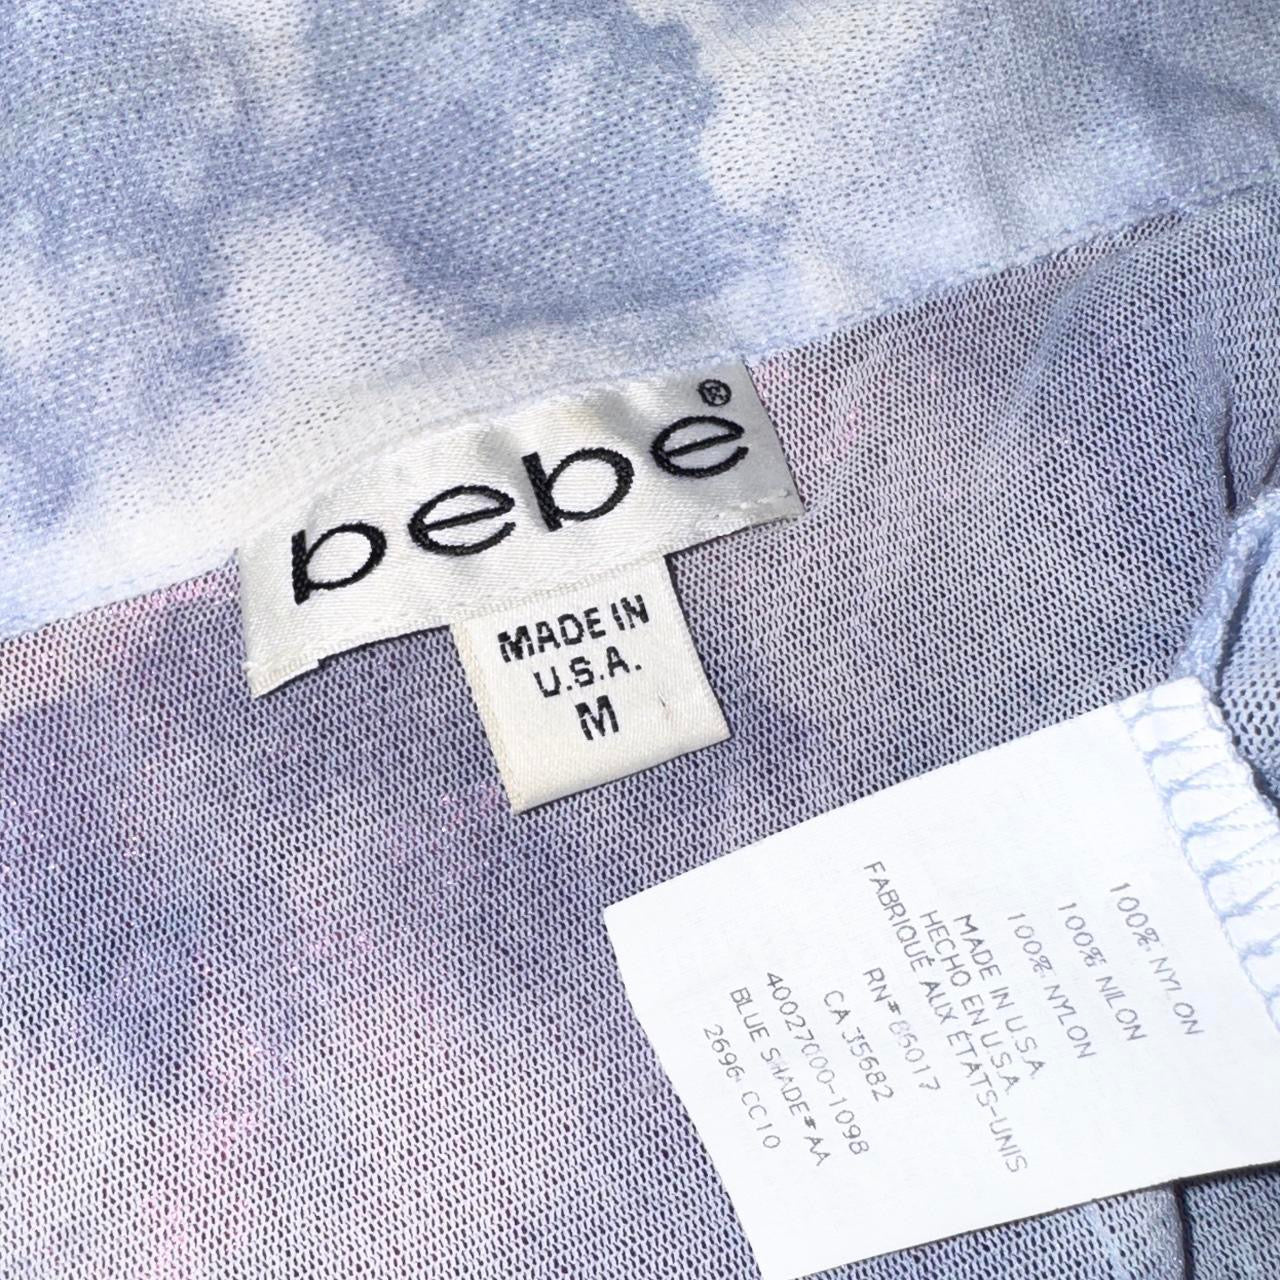 bebe®
MADE IN
U.S.A.
M
100% NYLON
100% NILON
100% NYLON
MADE IN U.S.A.
HECHO EN U.S.A.
FABRIQUÉ AUX ÉTATS-UNIS
RN# 85017
CA 35682
40027000-1098
BLUE SHADE# AA
2696 CC10